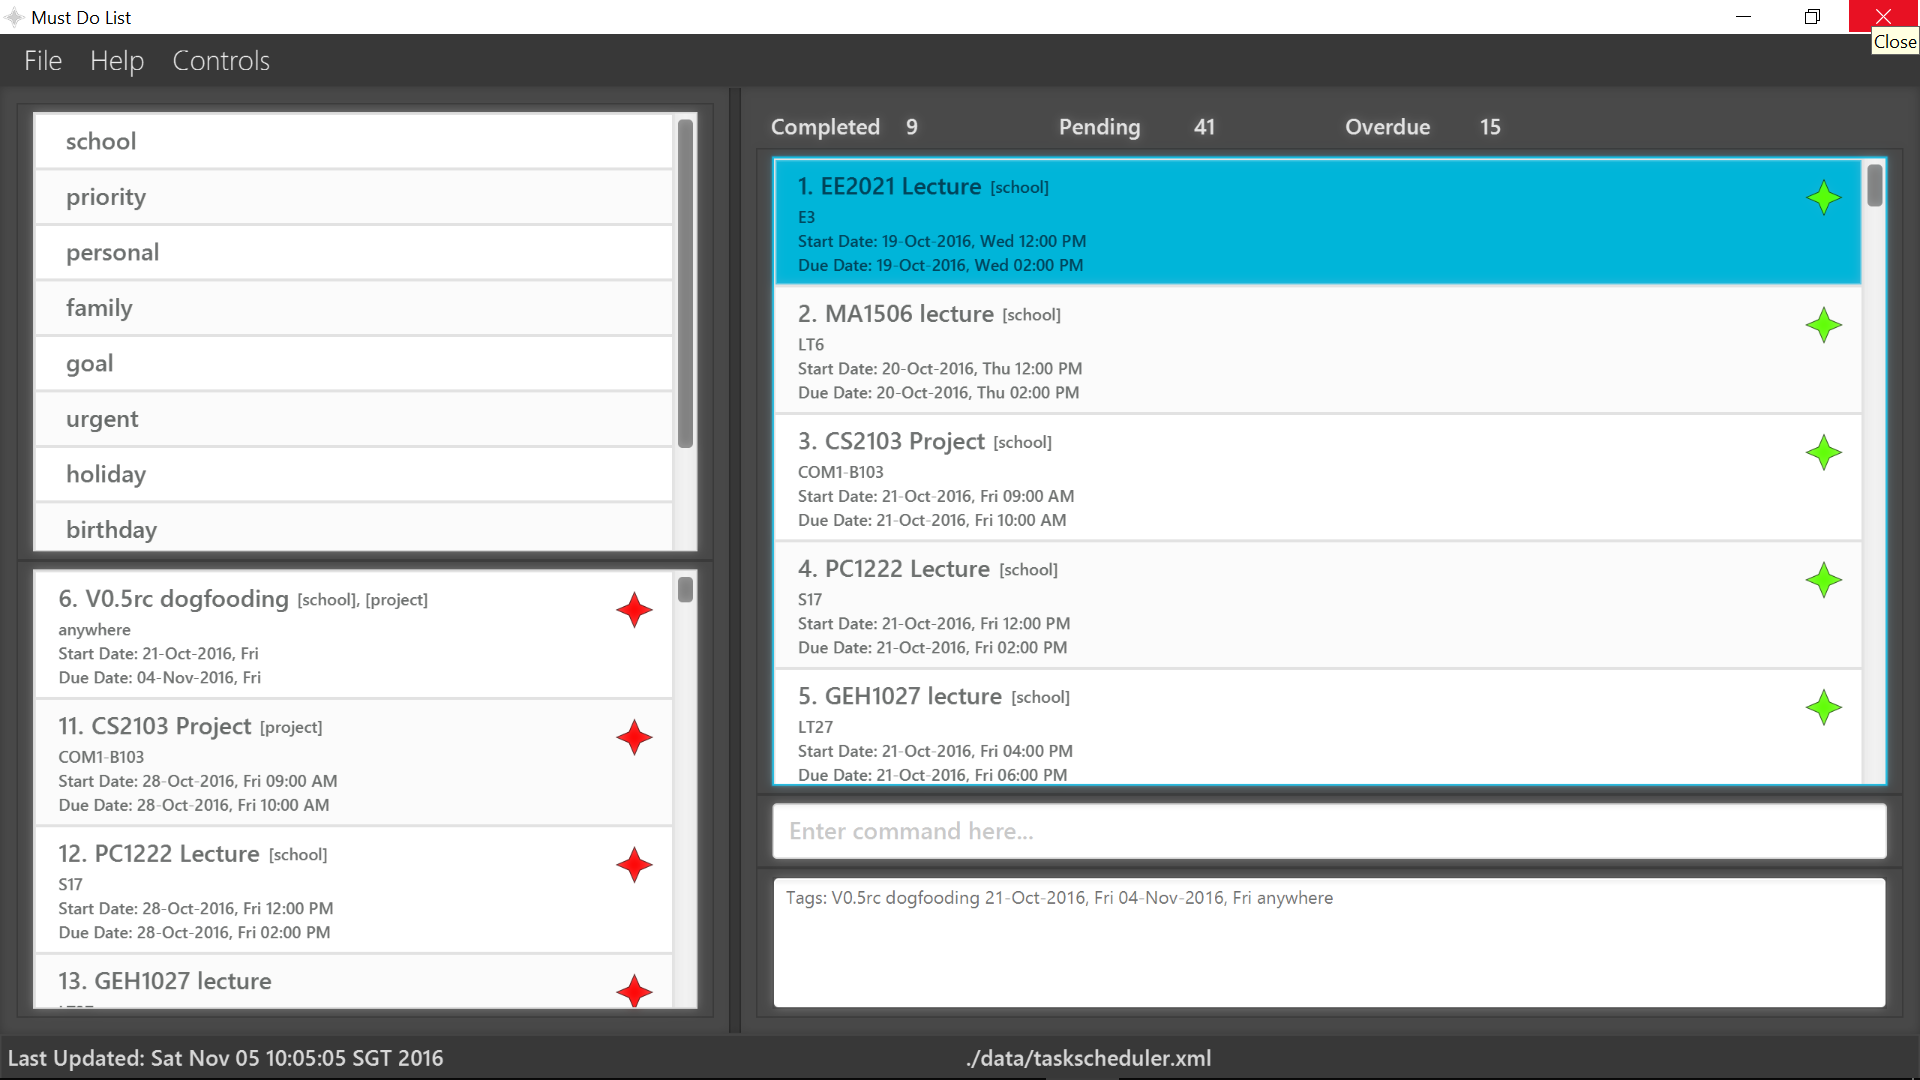 Must Do List
Close
File Help Controls
school
priority
personal
family
goal
urgent
holiday
birthday
6. V0.5rc dogfooding [school], [project]
anywhere
Start Date: 21-Oct-2016, Fri
Due Date: 04-Nov-2016, Fri
11. CS2103 Project [project]
COM1-B103
Start Date: 28-Oct-2016, Fri 09:00 AM
Due Date: 28-Oct-2016, Fri 10:00 AM
12. PC1222 Lecture [school]
S17
Start Date: 28-Oct-2016, Fri 12:00 PM
Due Date: 28-Oct-2016, Fri 02:00 PM
13. GEH1027 lecture
Completed 9 Pending 41 Overdue 15
1. EE2021 Lecture [school]
E3
Start Date: 19-Oct-2016, Wed 12:00 PM
Due Date: 19-Oct-2016, Wed 02:00 PM
2. MA1506 lecture [school]
LT6
Start Date: 20-Oct-2016, Thu 12:00 PM
Due Date: 20-Oct-2016, Thu 02:00 PM
3. CS2103 Project [school]
COM1-B103
Start Date: 21-Oct-2016, Fri 09:00 AM
Due Date: 21-Oct-2016, Fri 10:00 AM
4. PC1222 Lecture [school]
S17
Start Date: 21-Oct-2016, Fri 12:00 PM
Due Date: 21-Oct-2016, Fri 02:00 PM
5. GEH1027 lecture [school]
LT27
Start Date: 21-Oct-2016, Fri 04:00 PM
Due Date: 21-Oct-2016, Fri 06:00 PM
Enter command here...
Tags: V0.5rc dogfooding 21-Oct-2016, Fri 04-Nov-2016, Fri anywhere
Last Updated: Sat Nov 05 10:05:05 SGT 2016
./data/taskscheduler.xml